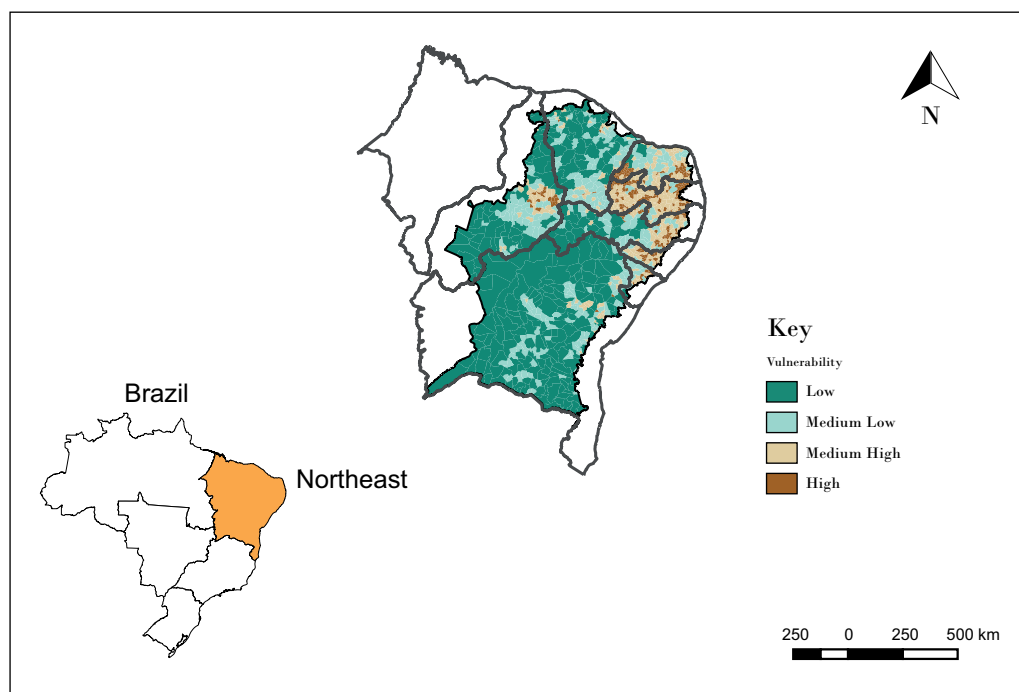 N
Key
Vulnerability
Low
Medium Low
Medium High
High
Brazil
Northeast
250 0 250 500 km